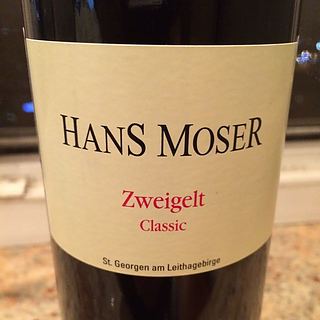 HANS MOSER
Zweigelt
Classic
St. Georgen am Leithagebirge